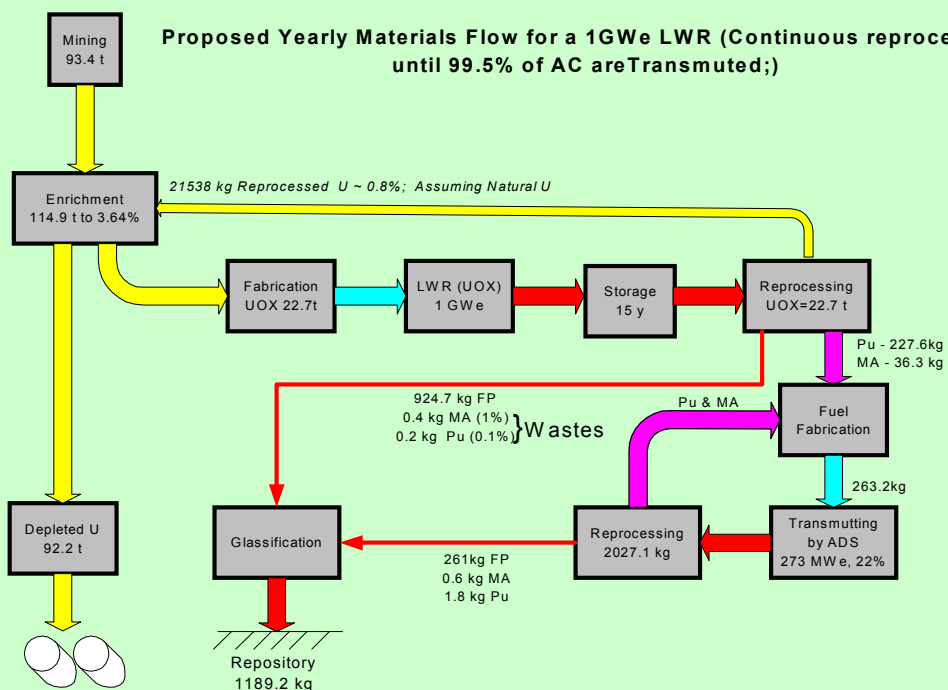 Proposed Yearly Materials Flow for a 1GWe LWR (Continuous reproce
until 99.5% of AC areTransmuted;)
Mining
93.4 t
21538 kg Reprocessed U ~ 0.8%; Assuming Natural U
Enrichment
114.9 t to 3.64%
Fabrication
UOX 22.7t
LWR (UOX)
1 GWe
Storage
15 y
Reprocessing
UOX=22.7 t
Pu - 227.6kg
MA - 36.3 kg
924.7 kg FP
0.4 kg MA (1%)
0.2 kg Pu (0.1%)
}Wastes
Pu & MA
Fuel
Fabrication
263.2kg
Depleted U
92.2 t
Glassification
261kg FP
0.6 kg MA
1.8 kg Pu
Reprocessing
2027.1 kg
Transmutting
by ADS
273 MWe, 22%
Repository
1189.2 kg